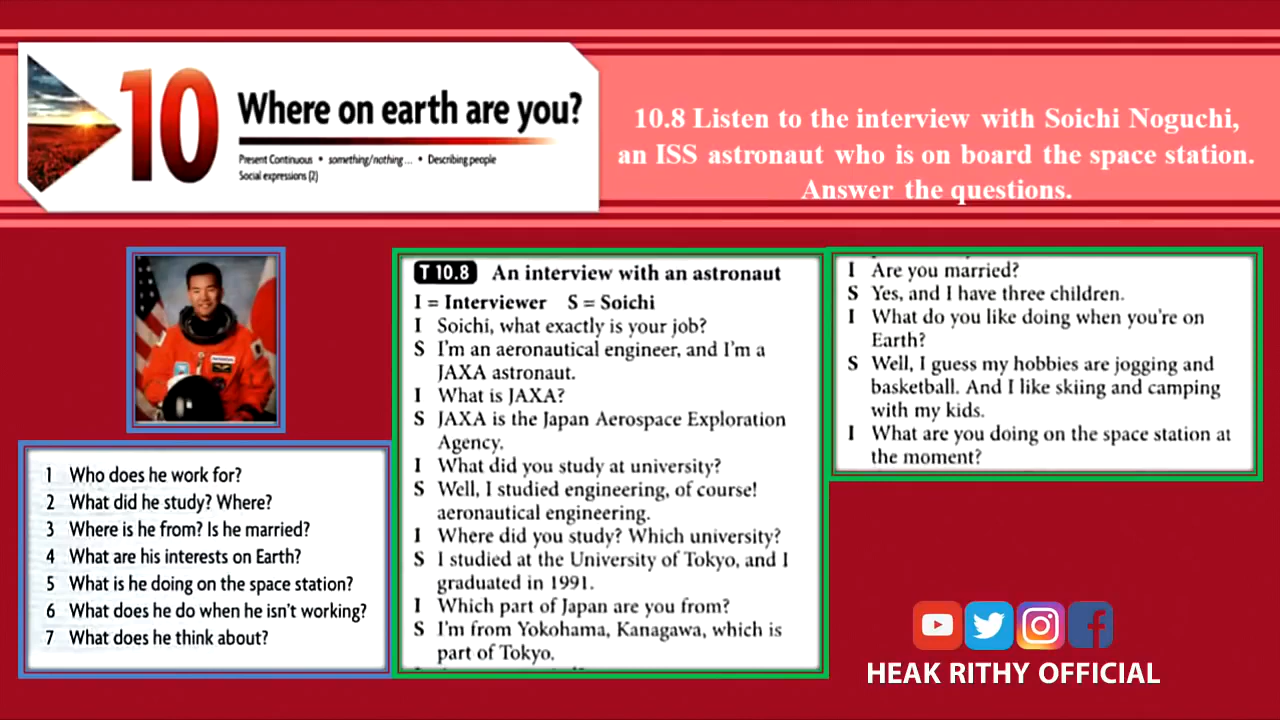 10
Where on earth are you?
Present Continuous • something/nothing ... • Describing people
Social expressions (2)
10.8 Listen to the interview with Soichi Noguchi,
an ISS astronaut who is on board the space station.
Answer the questions.
1 Who does he work for?
2 What did he study? Where?
3 Where is he from? Is he married?
4 What are his interests on Earth?
5 What is he doing on the space station?
6 What does he do when he isn't working?
7 What does he think about?
T 10.8 An interview with an astronaut
I = Interviewer S = Soichi
I Soichi, what exactly is your job?
S I'm an aeronautical engineer, and I'm a
JAXA astronaut.
I What is JAXA?
S JAXA is the Japan Aerospace Exploration
Agency.
I What did you study at university?
S Well, I studied engineering, of course!
aeronautical engineering.
I Where did you study? Which university?
S I studied at the University of Tokyo, and I
graduated in 1991.
I Which part of Japan are you from?
S I'm from Yokohama, Kanagawa, which is
part of Tokyo.
I Are you married?
S Yes, and I have three children.
I What do you like doing when you're on
Earth?
S Well, I guess my hobbies are jogging and
basketball. And I like skiing and camping
with my kids.
I What are you doing on the space station at
the moment?
HEAK RITHY OFFICIAL